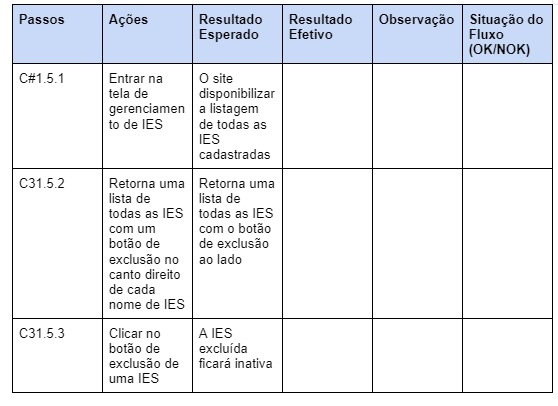 Passos
Ações
Resultado
Esperado
Resultado
Efetivo
Observação
Situação do
Fluxo
(OK/NOK)
C#1.5.1
Entrar na
tela de
gerenciamen
to de IES
O site
disponibilizar
a listagem
de todas as
IES
cadastradas
C31.5.2
Retorna uma
lista de
todas as IES
com um
botão de
exclusão no
canto direito
de cada
nome de IES
Retorna uma
lista de
todas as IES
com o botão
de exclusão
ao lado
C31.5.3
Clicar no
botão de
exclusão de
uma IES
A IES
excluída
ficará inativa